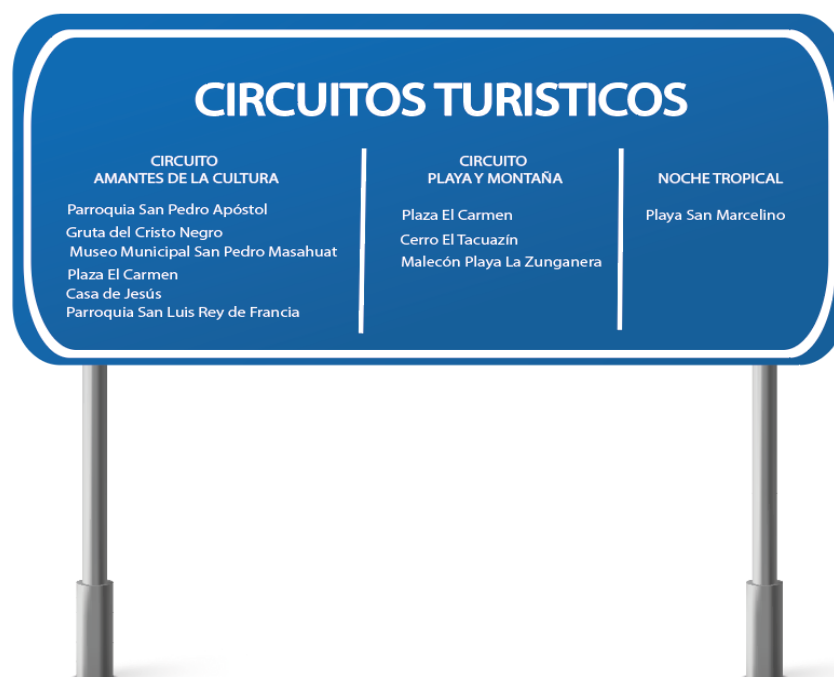 CIRCUITOS TURISTICOS
CIRCUITO
AMANTES DE LA CULTURA
Parroquia San Pedro Apóstol
Gruta del Cristo Negro
Museo Municipal San Pedro Masahuat
Plaza El Carmen
Casa de Jesús
Parroquia San Luis Rey de Francia
CIRCUITO
PLAYA Y MONTAÑA
Plaza El Carmen
Cerro El Tacuazín
Malecón Playa La Zunganera
NOCHE TROPICAL
Playa San Marcelino